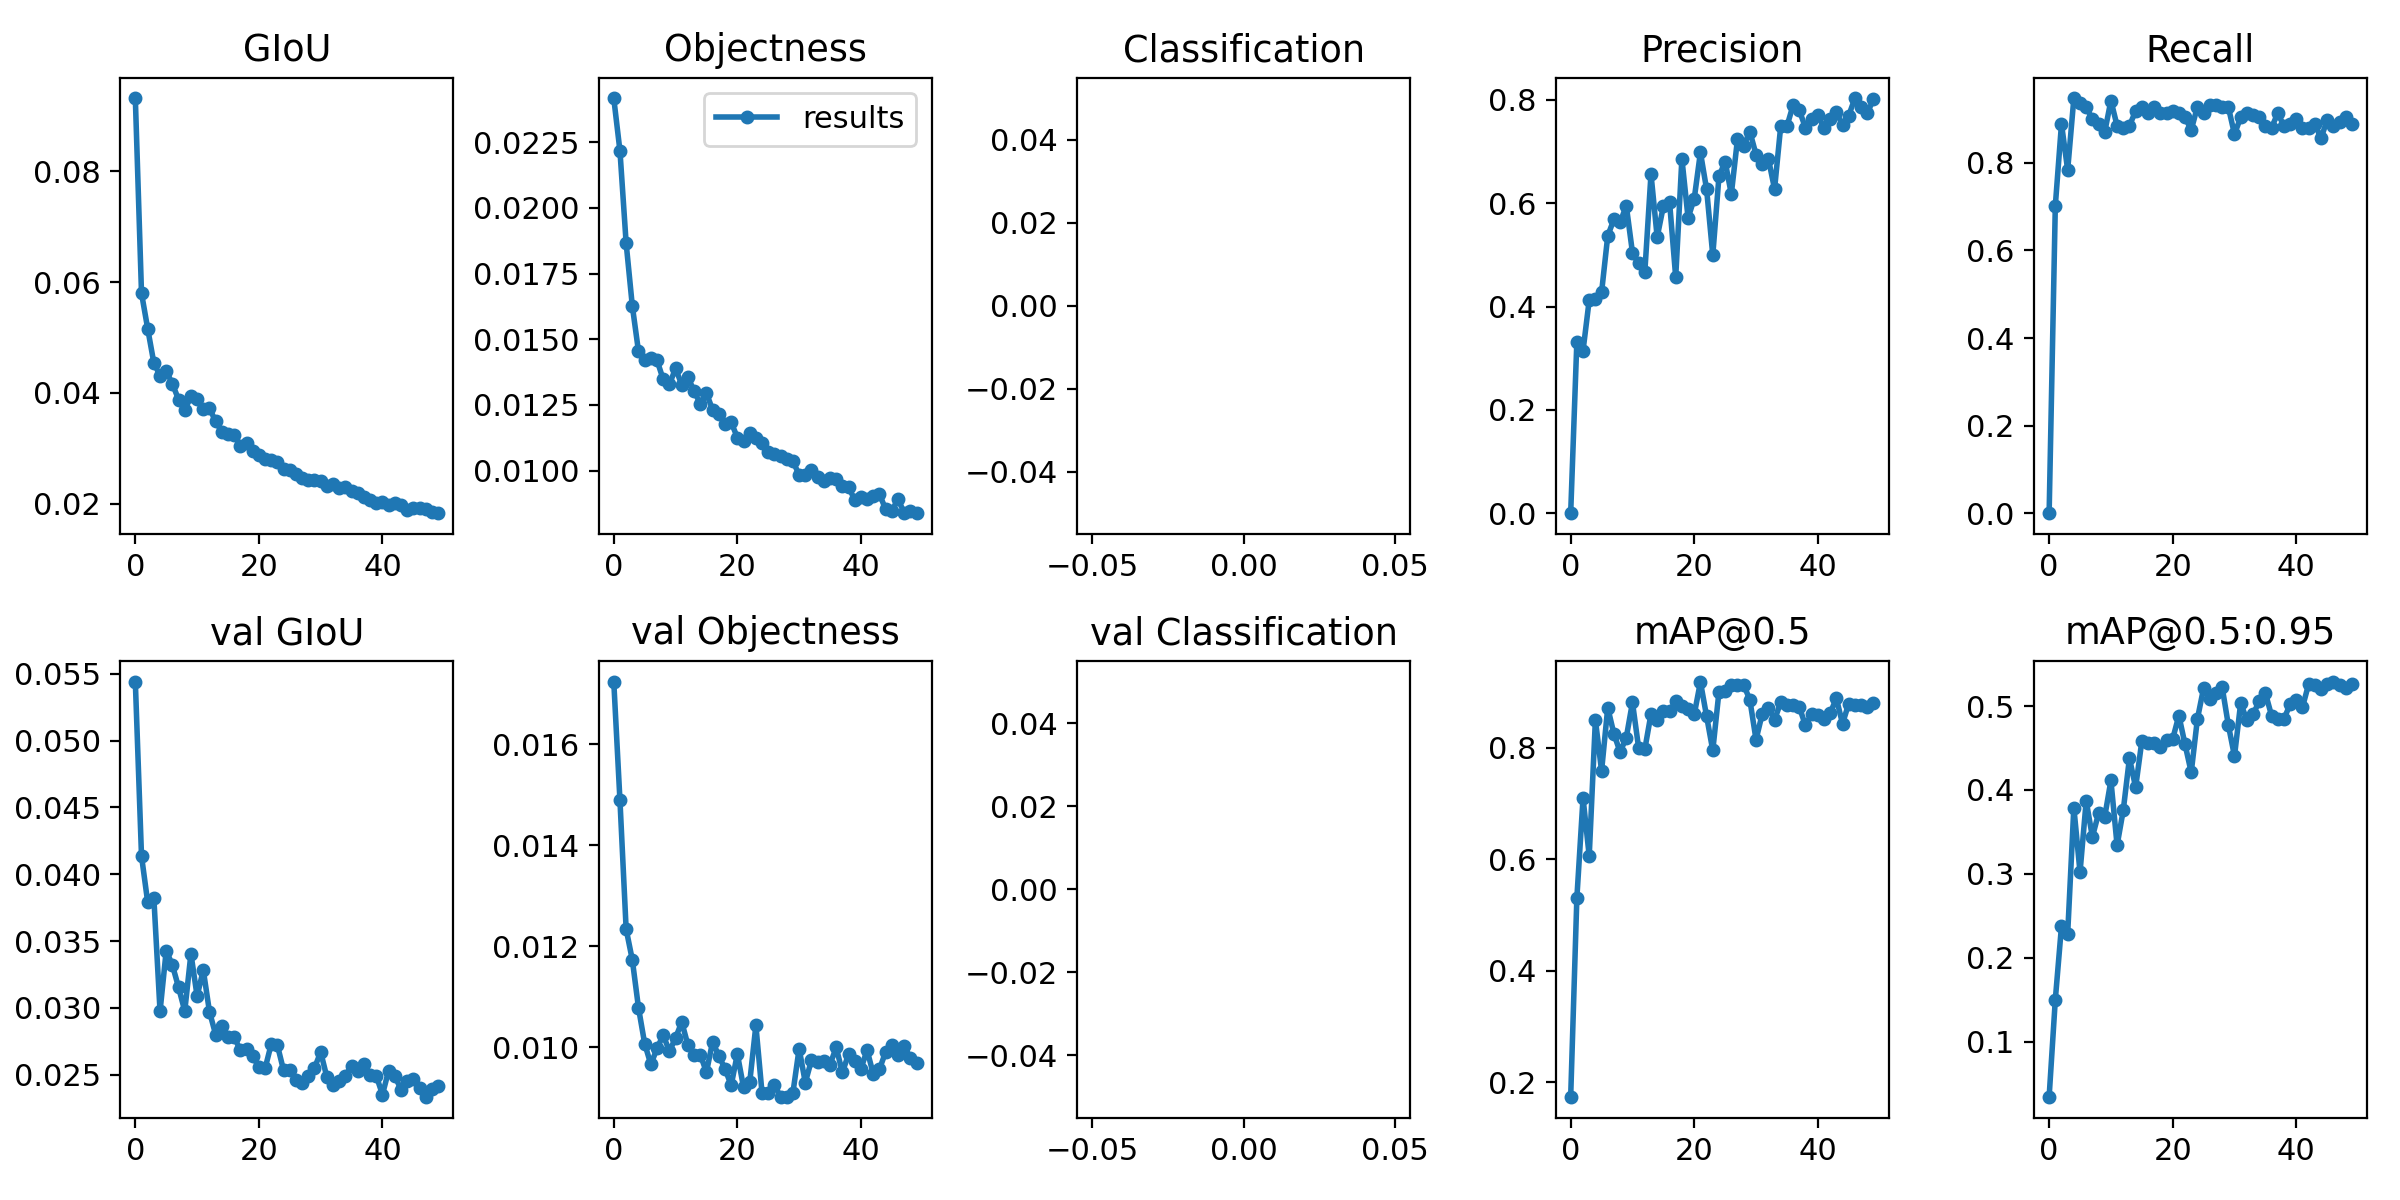 GIoU
0.08
0.06
0.04
0.02
0 20 40
Objectness
results
0.0225
0.0200
0.0175
0.0150
0.0125
0.0100
0 20 40
Classification
0.04
0.02
0.00
−0.02
−0.04
−0.05 0.00 0.05
Precision
0.8
0.6
0.4
0.2
0.0
0 20 40
Recall
0.8
0.6
0.4
0.2
0.0
0 20 40
val GIoU
0.055
0.050
0.045
0.040
0.035
0.030
0.025
0 20 40
val Objectness
0.016
0.014
0.012
0.010
0 20 40
val Classification
0.04
0.02
0.00
−0.02
−0.04
−0.05 0.00 0.05
mAP@0.5
0.8
0.6
0.4
0.2
0 20 40
mAP@0.5:0.95
0.5
0.4
0.3
0.2
0.1
0 20 40